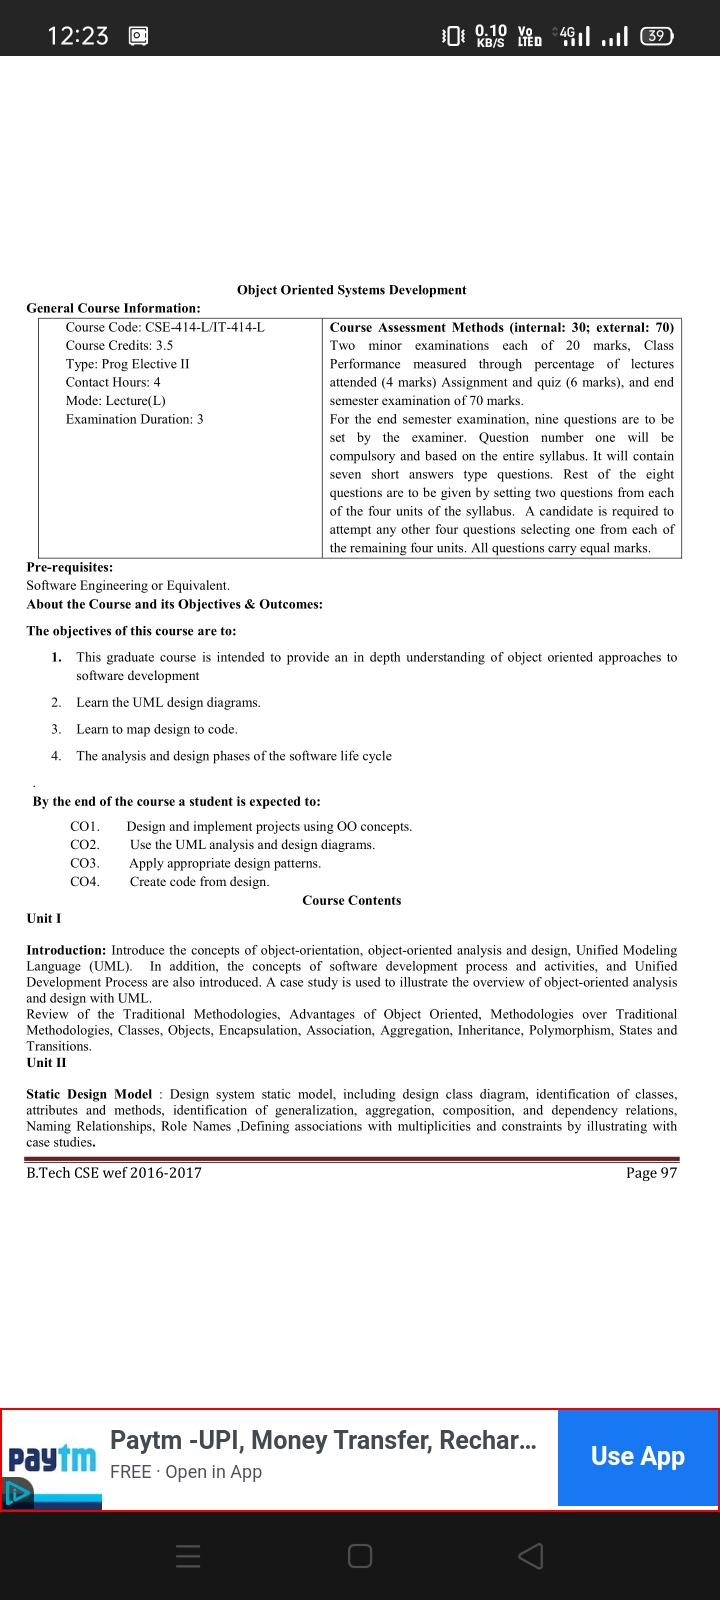 12:23
0.10 KB/S
Vo LTED
4G
39
Object Oriented Systems Development
General Course Information:
Course Code: CSE-414-L/IT-414-L
Course Credits: 3.5
Type: Prog Elective II
Contact Hours: 4
Mode: Lecture(L)
Examination Duration: 3
Course Assessment Methods (internal: 30; external: 70)
Two minor examinations each of 20 marks, Class
Performance measured through percentage of lectures
attended (4 marks) Assignment and quiz (6 marks), and end
semester examination of 70 marks.
For the end semester examination, nine questions are to be
set by the examiner. Question number one will be
compulsory and based on the entire syllabus. It will contain
seven short answers type questions. Rest of the eight
questions are to be given by setting two questions from each
of the four units of the syllabus. A candidate is required to
attempt any other four questions selecting one from each of
the remaining four units. All questions carry equal marks.
Pre-requisites:
Software Engineering or Equivalent.
About the Course and its Objectives & Outcomes:
The objectives of this course are to:
1. This graduate course is intended to provide an in depth understanding of object oriented approaches to
software development
2. Learn the UML design diagrams.
3. Learn to map design to code.
4. The analysis and design phases of the software life cycle
.
By the end of the course a student is expected to:
CO1. Design and implement projects using OO concepts.
CO2. Use the UML analysis and design diagrams.
CO3. Apply appropriate design patterns.
CO4. Create code from design.
Course Contents
Unit I
Introduction: Introduce the concepts of object-orientation, object-oriented analysis and design, Unified Modeling
Language (UML). In addition, the concepts of software development process and activities, and Unified
Development Process are also introduced. A case study is used to illustrate the overview of object-oriented analysis
and design with UML.
Review of the Traditional Methodologies, Advantages of Object Oriented, Methodologies over Traditional
Methodologies, Classes, Objects, Encapsulation, Association, Aggregation, Inheritance, Polymorphism, States and
Transitions.
Unit II
Static Design Model : Design system static model, including design class diagram, identification of classes,
attributes and methods, identification of generalization, aggregation, composition, and dependency relations,
Naming Relationships, Role Names ,Defining associations with multiplicities and constraints by illustrating with
case studies.
B.Tech CSE wef 2016-2017 Page 97
paytm
Paytm -UPI, Money Transfer, Rechar...
FREE · Open in App
Use App